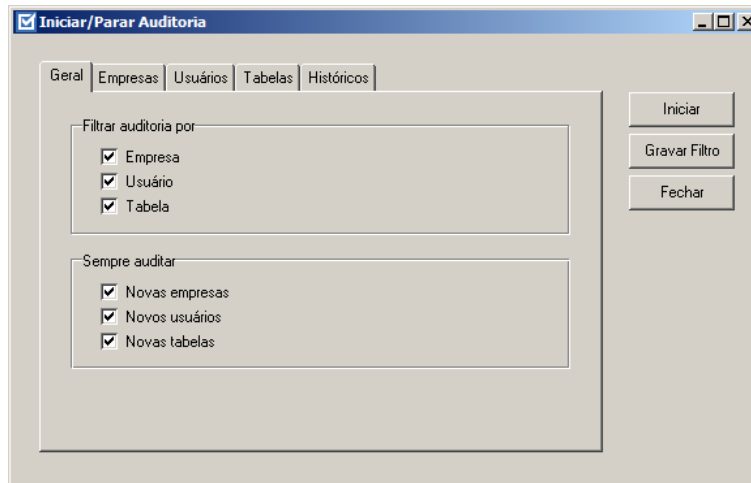 Iniciar/Parar Auditoria
Geral Empresas Usuários Tabelas Históricos
Filtrar auditoria por
Empresa
Usuário
Tabela
Sempre auditar
Novas empresas
Novos usuários
Novas tabelas
Iniciar
Gravar Filtro
Fechar